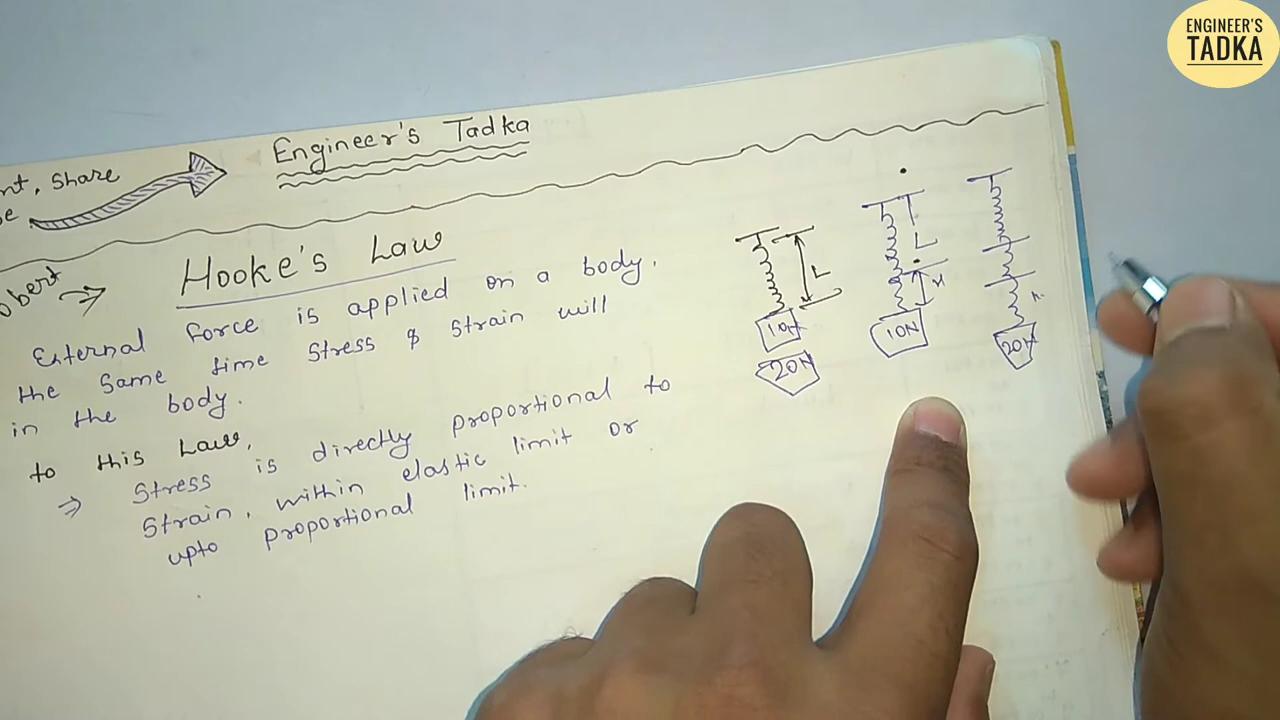 ENGINEER'S
TADKA
Engineer's Tadka
nt, Share
be
obert
Hooke's Law
External force is applied on a body.
the same time stress & strain will
in the body.
to this Law,
⇒ Stress is directly proportional to
Strain, within elastic limit or
upto proportional limit.
L
10N
20N
L
x
10N
20N